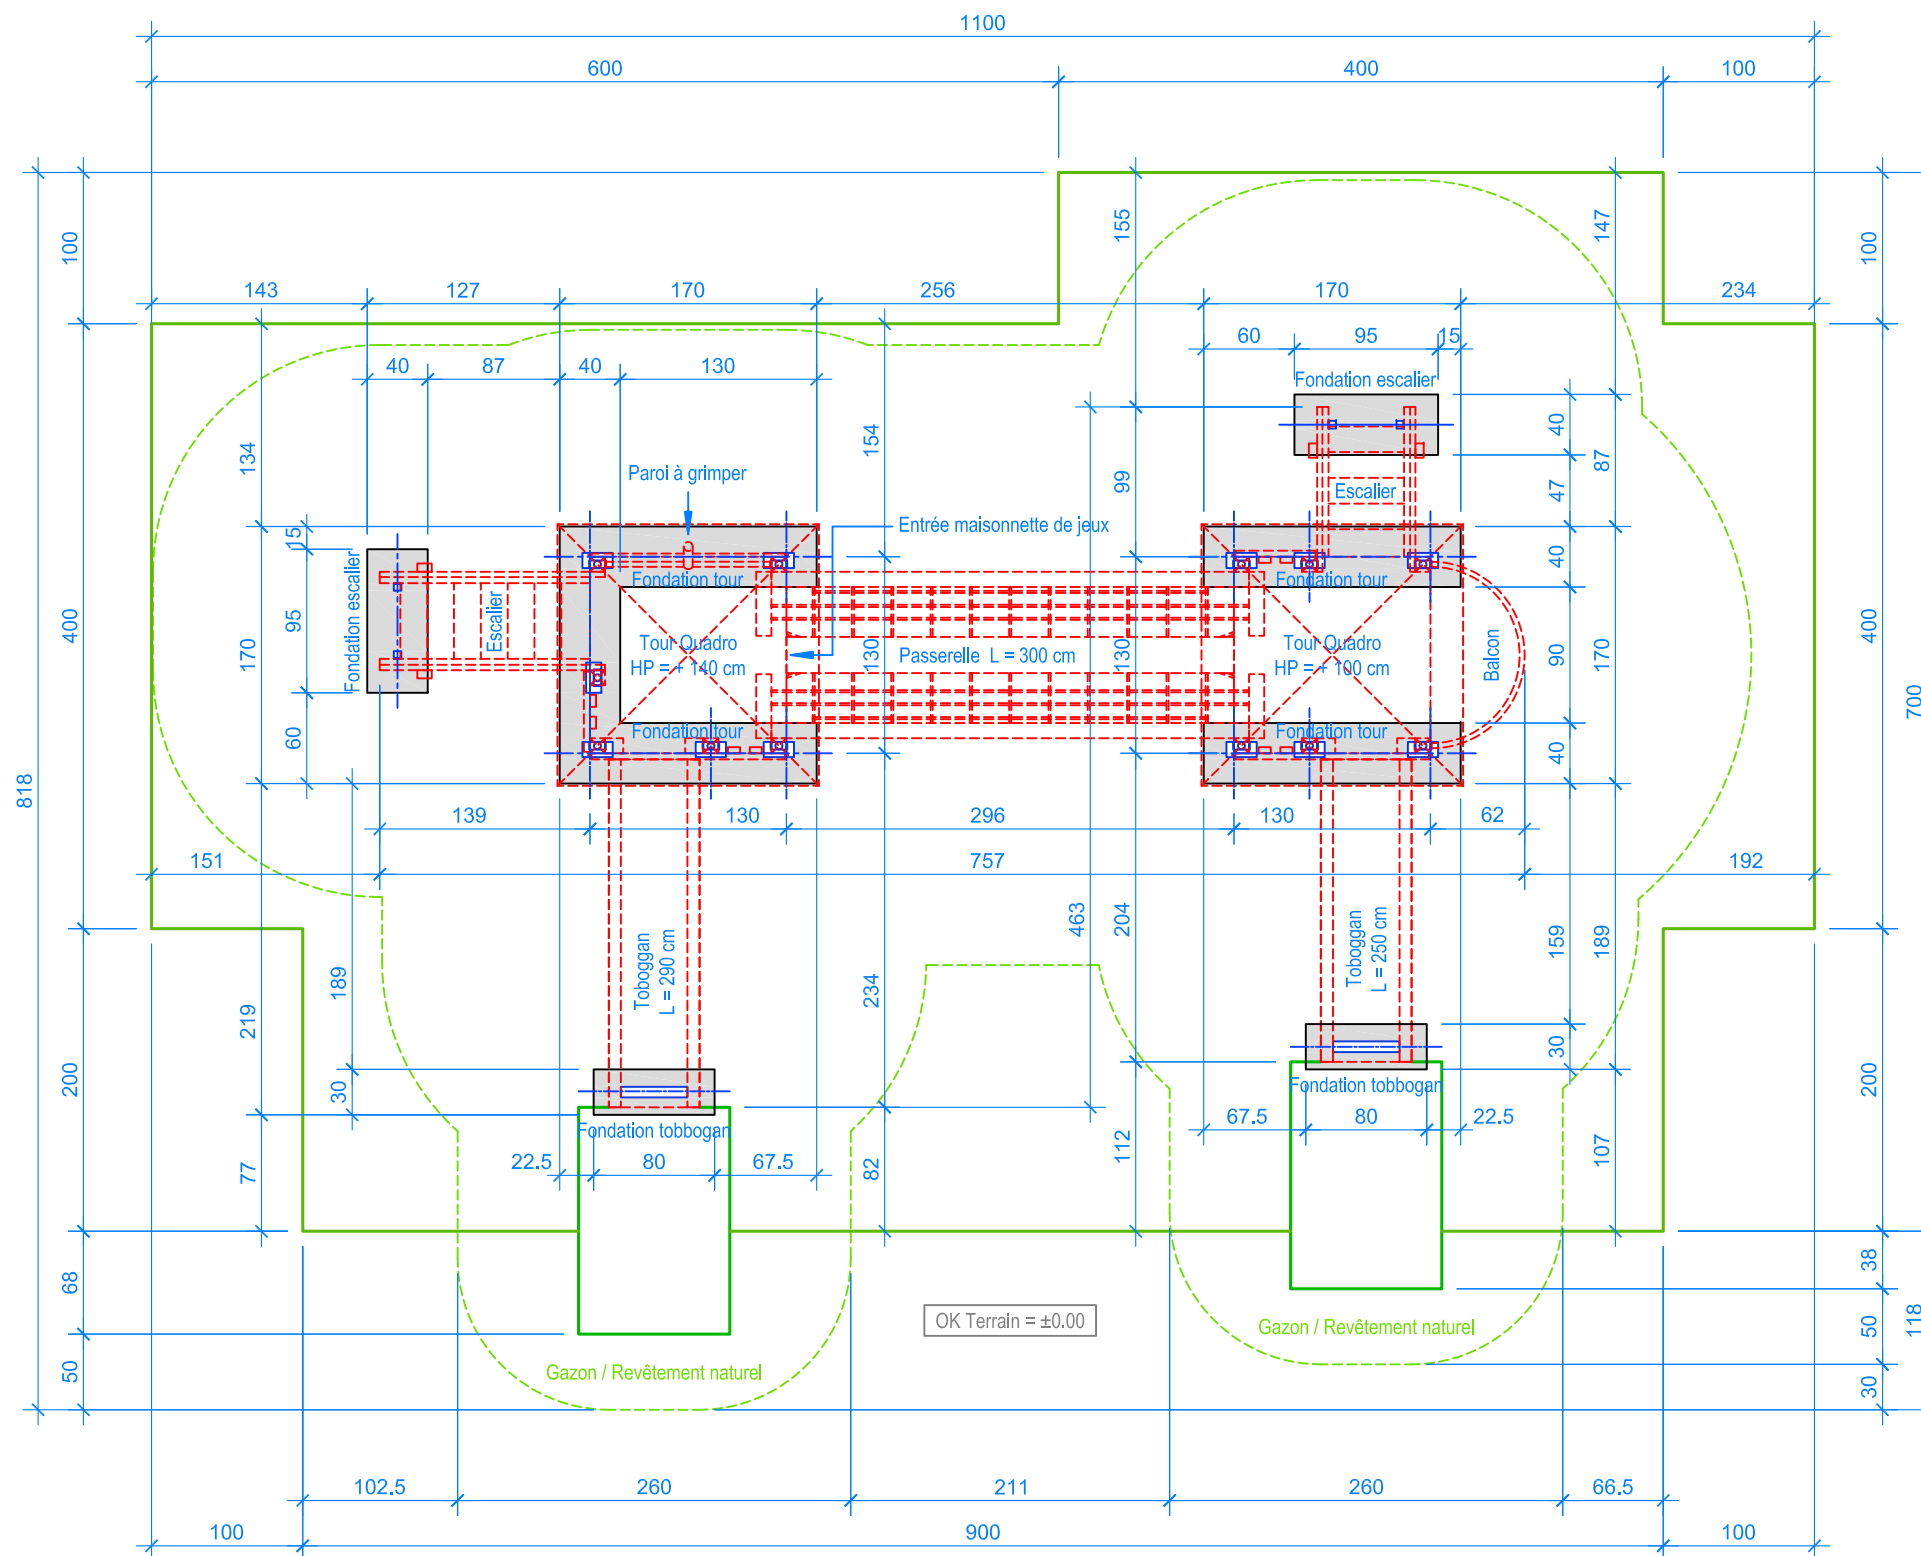 1100
600 400 100
155 147
100 100
143 127 170 256 170 234
60 95 15
40 87 40 130
Fondation escalier
134 154 99 40 87
Paroi à grimper
47
Escalier
Entrée maisonnette de jeux
15 40
Fondation tour Fondation tour
400 170 95 Fondation escalier Escalier 130 130 90 170 400
Tour Quadro
HP = + 140 cm
Passerelle L = 300 cm
Tour Quadro
HP = + 100 cm
Balcon
700
60 40
Fondation tour Fondation tour
818
139 130 296 130 62
151 757 192
463 204 159 189
Toboggan
L = 290 cm
Toboggan
L = 250 cm
189 234
219 30 30
200 200
Fondation tobbogan
67.5 80 22.5
Fondation tobbogan
112 107
22.5 80 67.5
77 82
68 38
OK Terrain = ±0.00
118
Gazon / Revêtement naturel
50
Gazon / Revêtement naturel
50 30
102.5 260 211 260 66.5
100 900 100